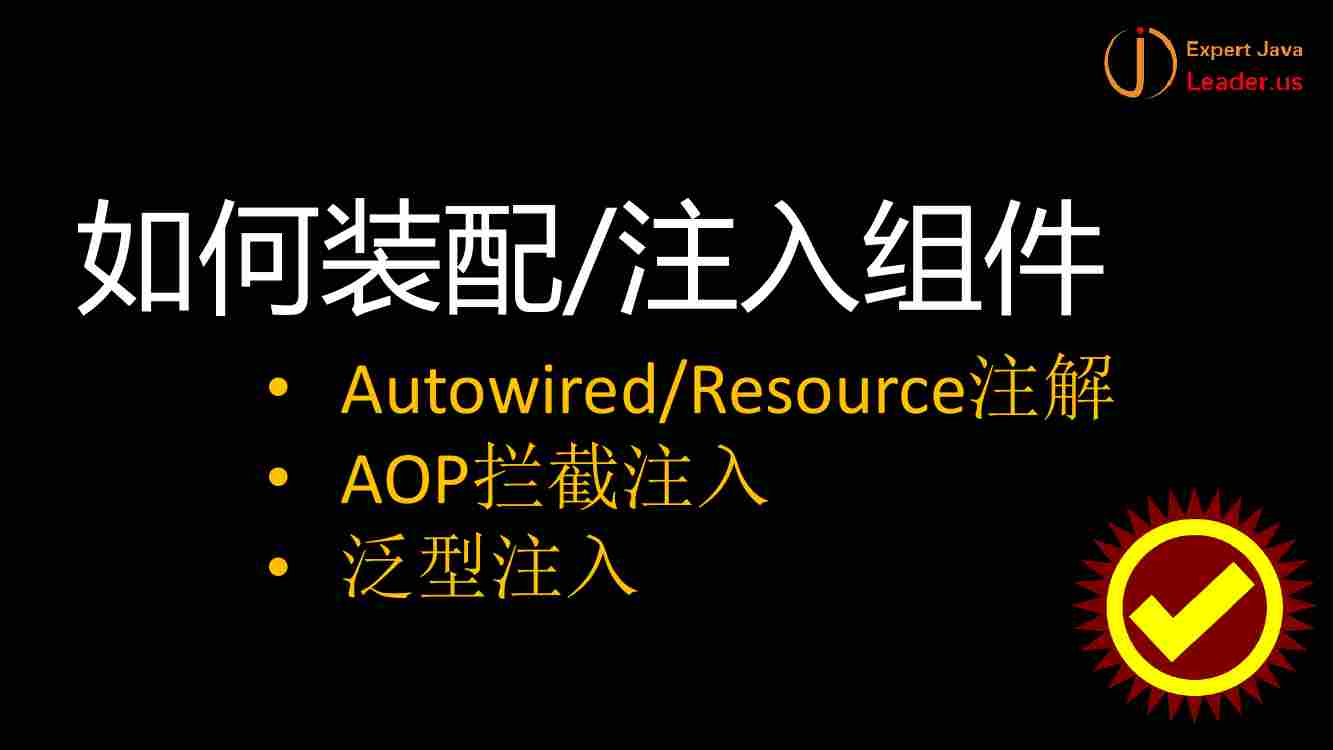 Expert Java
Leader.us
如何装配/注入组件
• Autowired/Resource注解
• AOP拦截注入
• 泛型注入